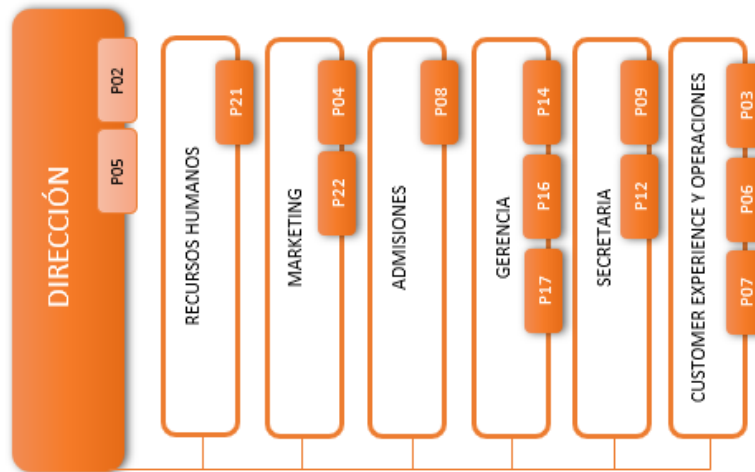 DIRECCIÓN
P02
P05
RECURSOS HUMANOS
P21
MARKETING
P04
P22
ADMISIONES
P08
GERENCIA
P14
P16
P17
SECRETARIA
P09
P12
CUSTOMER EXPERIENCE Y OPERACIONES
P03
P06
P07